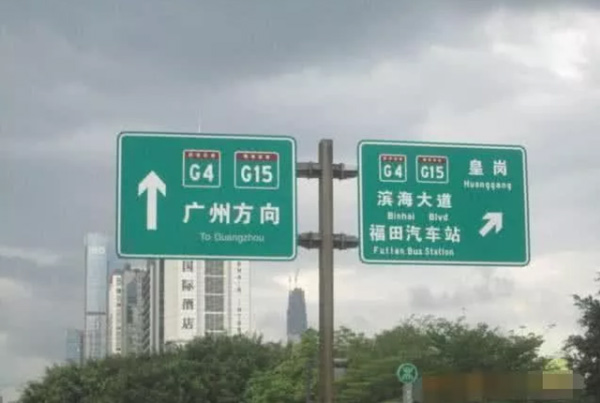 G4 G15
广州方向
To Guangzhou
G4 G15 皇岗
Huanggang
滨海大道
Binhai Blvd
福田汽车站
Futian Bus Station
国际酒店